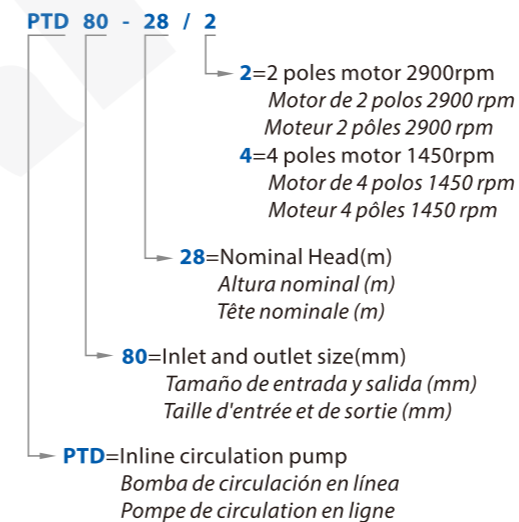 PTD 80 - 28 / 2
2=2 poles motor 2900rpm
Motor de 2 polos 2900 rpm
Moteur 2 pôles 2900 rpm
4=4 poles motor 1450rpm
Motor de 4 polos 1450 rpm
Moteur 4 pôles 1450 rpm
28=Nominal Head(m)
Altura nominal (m)
Tête nominale (m)
80=Inlet and outlet size(mm)
Tamaño de entrada y salida (mm)
Taille d'entrée et de sortie (mm)
PTD=Inline circulation pump
Bomba de circulación en línea
Pompe de circulation en ligne